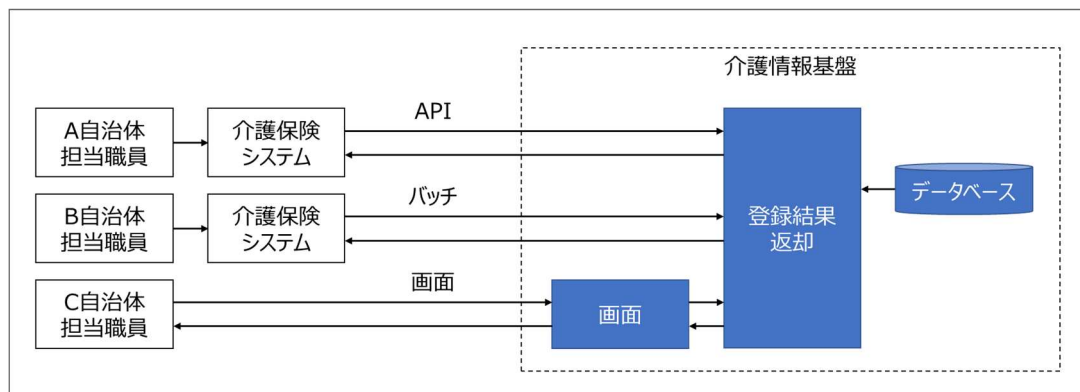 介護情報基盤
A自治体
担当職員
介護保険
システム
API
B自治体
担当職員
介護保険
システム
バッチ
C自治体
担当職員
画面
画面
登録結果
返却
データベース